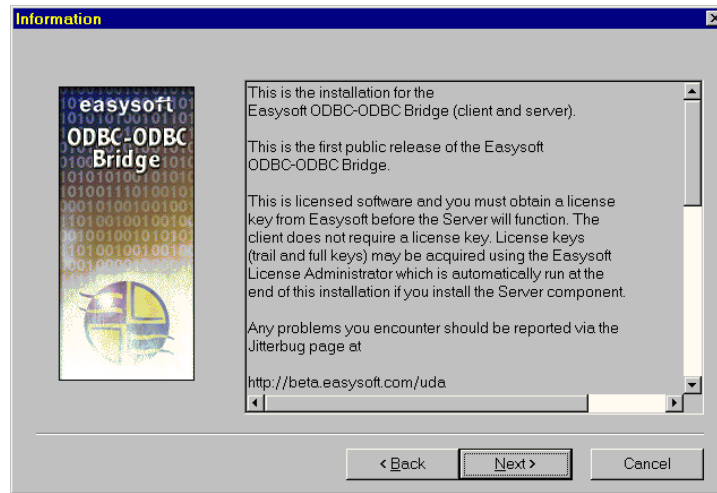 Information
easysoft
ODBC-ODBC
Bridge
This is the installation for the
Easysoft ODBC-ODBC Bridge (client and server).
This is the first public release of the Easysoft
ODBC-ODBC Bridge.
This is licensed software and you must obtain a license
key from Easysoft before the Server will function. The
client does not require a license key. License keys
(trail and full keys) may be acquired using the Easysoft
License Administrator which is automatically run at the
end of this installation if you install the Server component.
Any problems you encounter should be reported via the
Jitterbug page at
http://beta.easysoft.com/uda
< Back
Next >
Cancel